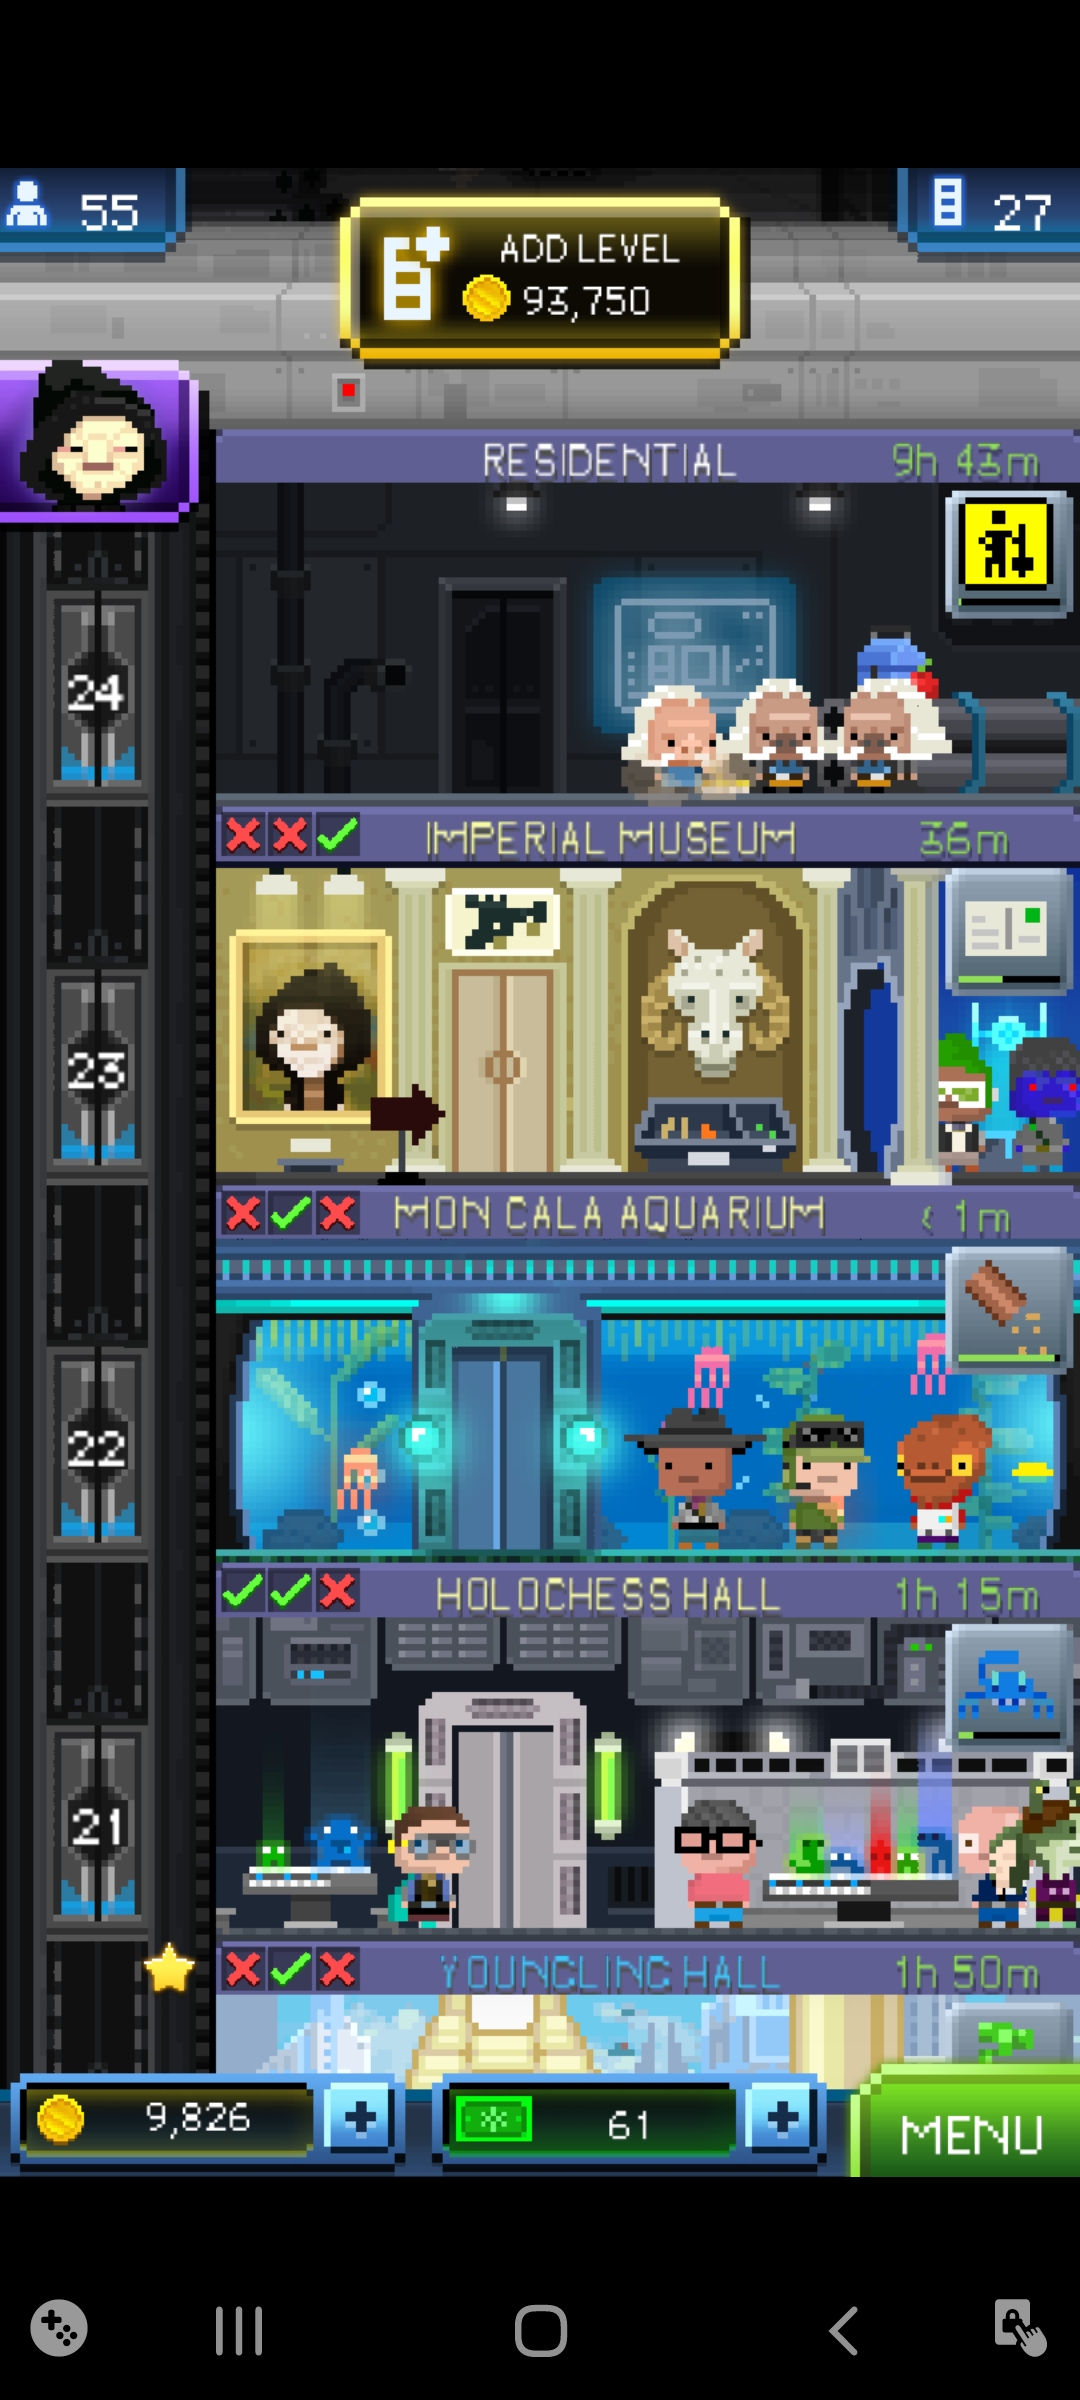 55
ADD LEVEL
93,750
27
RESIDENTIAL 9h 43m
24
IMPERIAL MUSEUM 36m
23
MON CALA AQUARIUM < 1m
22
HOLOCHESS HALL 1h 15m
21
YOUNGLING HALL 1h 50m
9,826 + 61 + MENU